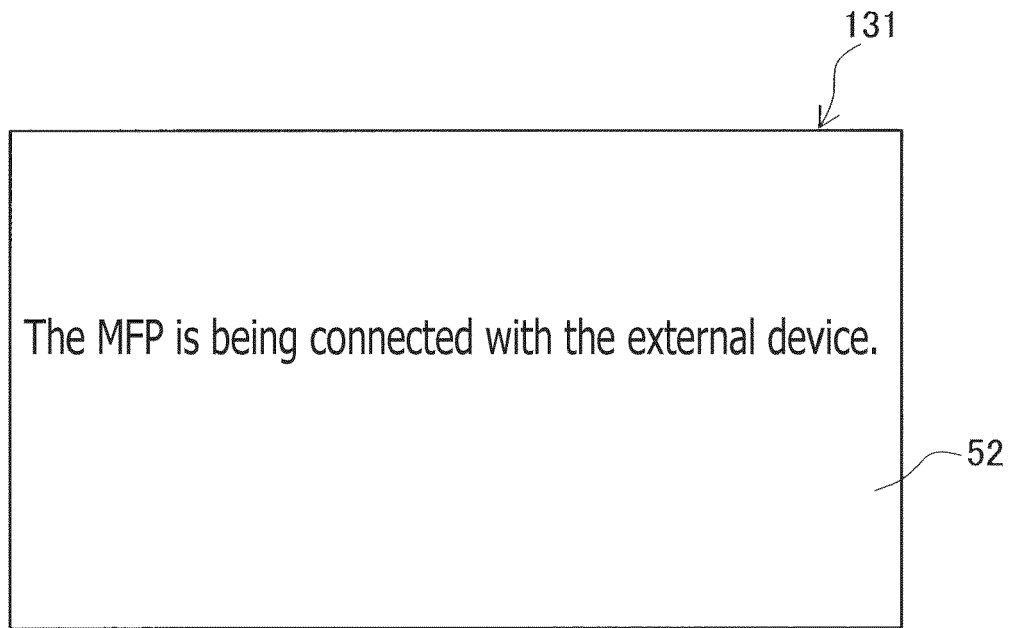 131
The MFP is being connected with the external device.
52